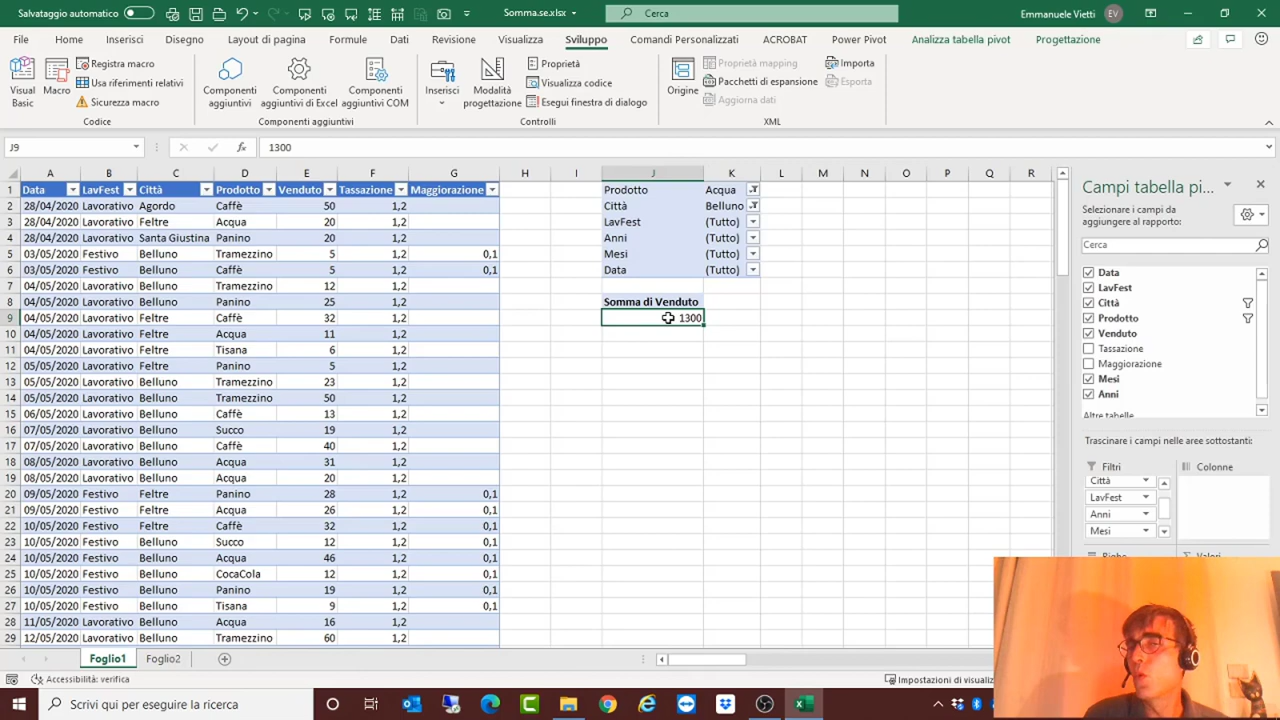 Salvataggio automatico
Somma.se.xlsx
Cerca
Emmanuele Vietti
EV
File Home Inserisci Disegno Layout di pagina Formule Dati Revisione Visualizza Sviluppo Comandi Personalizzati ACROBAT Power Pivot Analizza tabella pivot Progettazione
Visual Basic
Macro
Registra macro
Usa riferimenti relativi
Sicurezza macro
Codice
Componenti aggiuntivi
Componenti aggiuntivi di Excel
Componenti aggiuntivi COM
Componenti aggiuntivi
Inserisci
Modalità progettazione
Proprietà
Visualizza codice
Esegui finestra di dialogo
Controlli
Origine
Proprietà mapping
Pacchetti di espansione
Aggiorna dati
Importa
Esporta
XML
J9
fx
1300
A B C D E F G H I J K L M N O P Q R
1 Data LavFest Città Prodotto Venduto Tassazione Maggiorazione Prodotto Acqua
2 28/04/2020 Lavorativo Agordo Caffè 50 1,2 Città Belluno
3 28/04/2020 Lavorativo Feltre Acqua 20 1,2 LavFest (Tutto)
4 28/04/2020 Lavorativo Santa Giustina Panino 20 1,2 Anni (Tutto)
5 03/05/2020 Festivo Belluno Tramezzino 5 1,2 0,1 Mesi (Tutto)
6 03/05/2020 Festivo Belluno Caffè 5 1,2 0,1 Data (Tutto)
7 04/05/2020 Lavorativo Belluno Tramezzino 12 1,2
8 04/05/2020 Lavorativo Belluno Panino 25 1,2 Somma di Venduto
9 04/05/2020 Lavorativo Feltre Caffè 32 1,2 1300
10 04/05/2020 Lavorativo Feltre Acqua 11 1,2
11 04/05/2020 Lavorativo Feltre Tisana 6 1,2
12 05/05/2020 Lavorativo Feltre Panino 5 1,2
13 05/05/2020 Lavorativo Belluno Tramezzino 23 1,2
14 05/05/2020 Lavorativo Belluno Tramezzino 50 1,2
15 06/05/2020 Lavorativo Belluno Caffè 13 1,2
16 07/05/2020 Lavorativo Belluno Succo 19 1,2
17 07/05/2020 Lavorativo Belluno Caffè 40 1,2
18 08/05/2020 Lavorativo Belluno Acqua 31 1,2
19 08/05/2020 Lavorativo Belluno Acqua 20 1,2
20 09/05/2020 Festivo Feltre Panino 28 1,2 0,1
21 09/05/2020 Festivo Feltre Acqua 26 1,2 0,1
22 10/05/2020 Festivo Feltre Caffè 32 1,2 0,1
23 10/05/2020 Festivo Belluno Succo 12 1,2 0,1
24 10/05/2020 Festivo Belluno Acqua 46 1,2 0,1
25 10/05/2020 Festivo Belluno CocaCola 12 1,2 0,1
26 10/05/2020 Festivo Belluno Panino 19 1,2 0,1
27 10/05/2020 Festivo Belluno Tisana 9 1,2 0,1
28 11/05/2020 Lavorativo Belluno Acqua 16 1,2
29 12/05/2020 Lavorativo Belluno Tramezzino 60 1,2
Campi tabella pi...
Selezionare i campi da
aggiungere al rapporto:
Cerca
Data
LavFest
Città
Prodotto
Venduto
Tassazione
Maggiorazione
Mesi
Anni
Altre tabelle
Trascinare i campi nelle aree sottostanti:
Filtri
Colonne
Città
LavFest
Anni
Mesi
Righe
Valori
Foglio1 Foglio2
Accessibilità: verifica
Impostazioni di visualiz
Scrivi qui per eseguire la ricerca